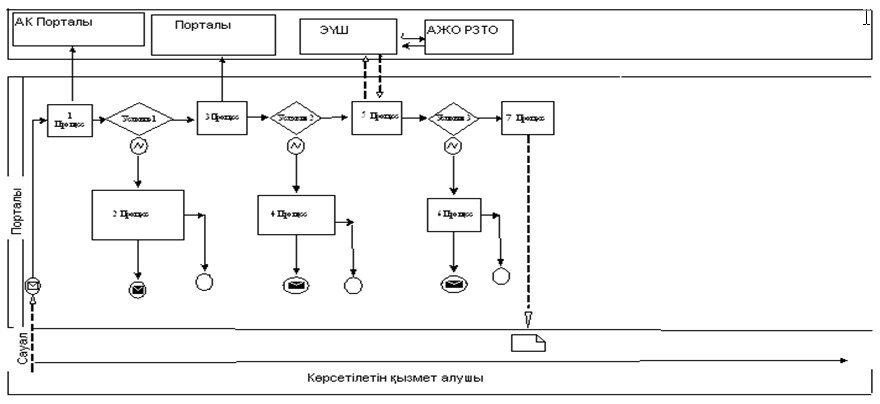 АК Порталы
Порталы
ЭҮШ
АЖО РЗТО
1 Процесс
Условие 1
3 Процесс
Условие 2
5 Процесс
Условие 3
7 Процесс
2 Процесс
4 Процесс
6 Процесс
Порталы
Сауал
Көрсетілетін қызмет алушы